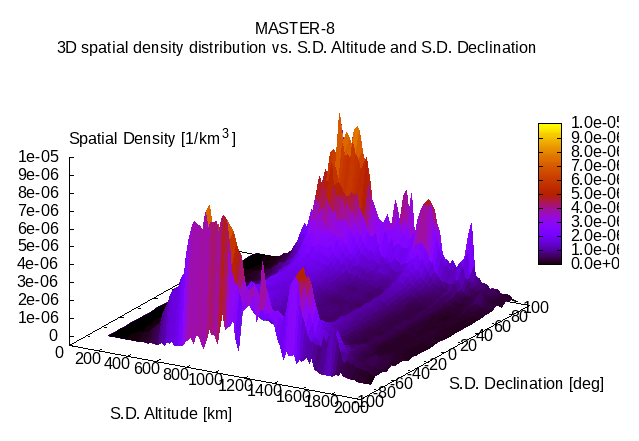 MASTER-8
3D spatial density distribution vs. S.D. Altitude and S.D. Declination
Spatial Density [1/km³]
1e-05
9e-06
8e-06
7e-06
6e-06
5e-06
4e-06
3e-06
2e-06
1e-06
0
0
200
400
600
800
1000
1200
1400
1600
1800
2000
S.D. Altitude [km]
-100
-80
-60
-40
-20
0
20
40
60
80
100
S.D. Declination [deg]
1.0e-05
9.0e-06
8.0e-06
7.0e-06
6.0e-06
5.0e-06
4.0e-06
3.0e-06
2.0e-06
1.0e-06
0.0e+0